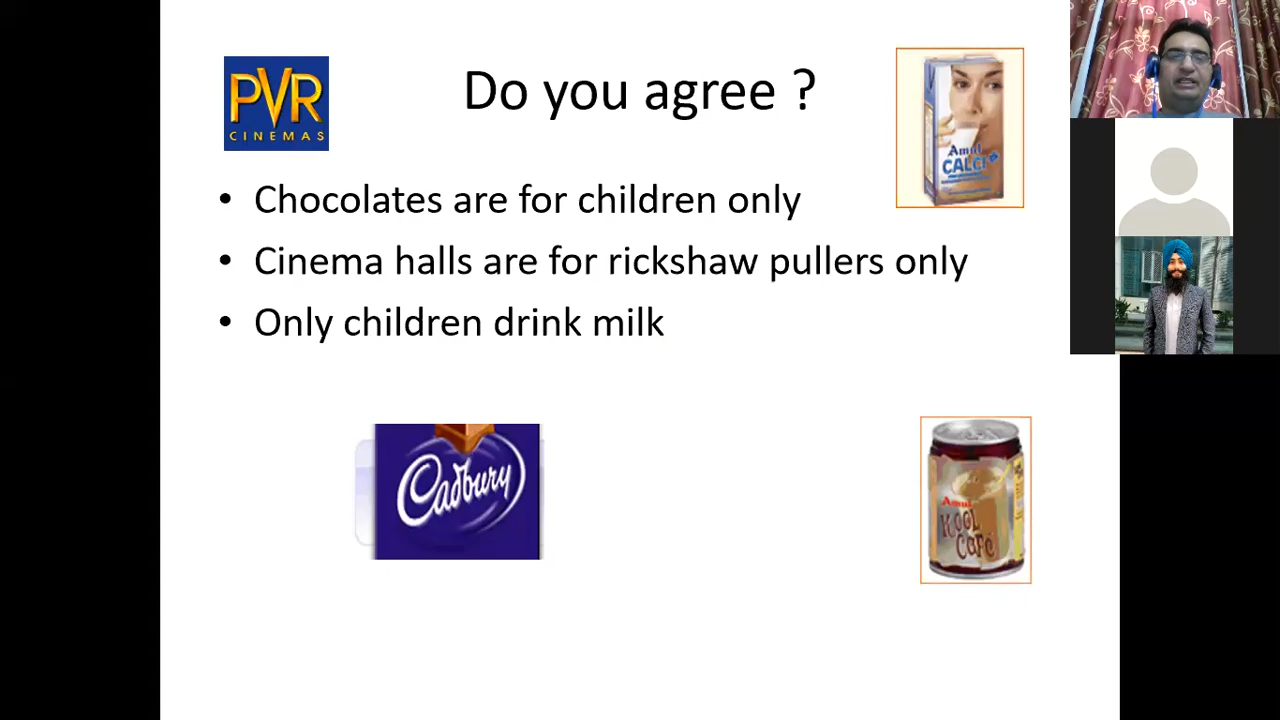 PVR
CINEMAS
Do you agree ?
Amul
CALCI+
• Chocolates are for children only
• Cinema halls are for rickshaw pullers only
• Only children drink milk
Cadbury
Amul
Kool
Café